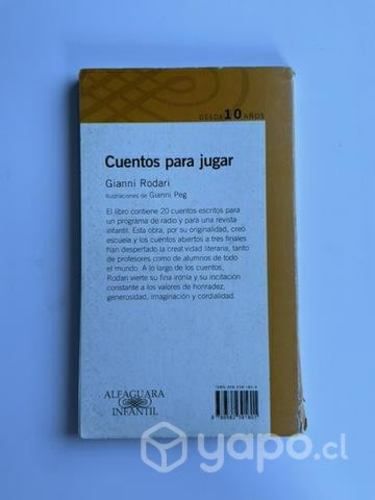 DESDE 10 AÑOS
Cuentos para jugar
Gianni Rodari
Ilustraciones de Gianni Peg
El libro contiene 20 cuentos escritos para
un programa de radio y para una revista
infantil. Esta obra, por su originalidad, creó
escuela y los cuentos abiertos a tres finales
han despertado la creatividad literaria, tanto
de profesores como de alumnos de todo
el mundo. A lo largo de los cuentos,
Rodari vierte su fina ironía y su incitación
constante a los valores de honradez,
generosidad, imaginación y cordialidad.
ALFAGUARA
INFANTIL
yapo.cl